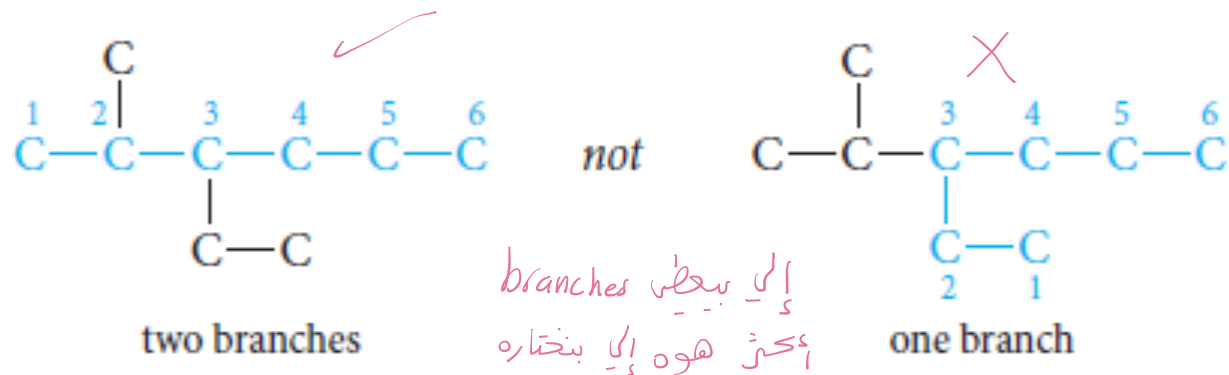 C C
1 2 3 4 5 6 3 4 5 6
C—C—C—C—C—C not C—C—C—C—C—C
C—C C—C
2 1
إلي بيعطي branches
two branches one branch
أكثر هوه إلي بنختاره